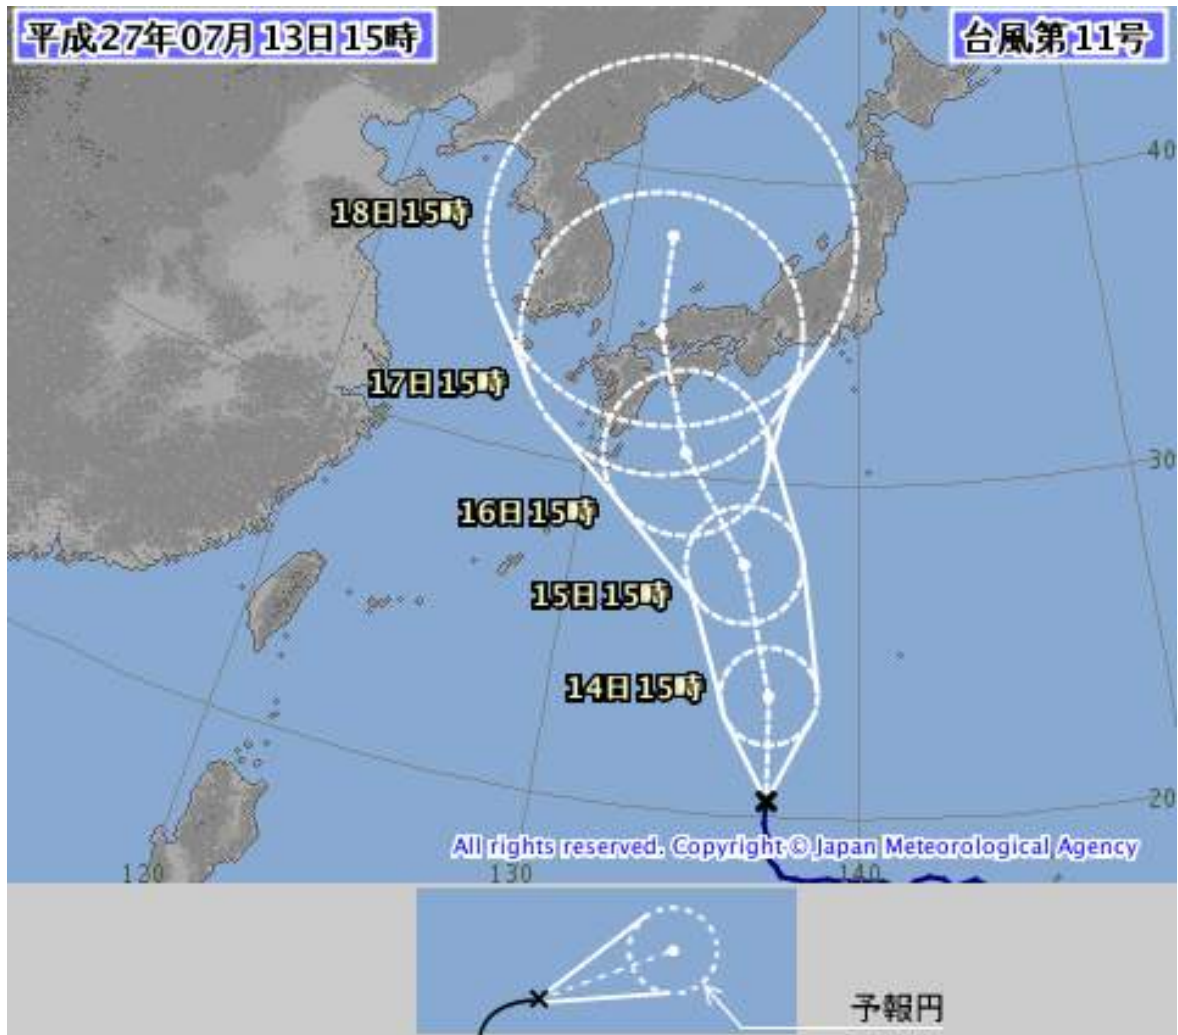 平成27年07月13日15時
台風第11号
40
18日15時
17日15時
30
16日15時
15日15時
14日15時
20
All rights reserved. Copyright © Japan Meteorological Agency
120
130
140
予報円